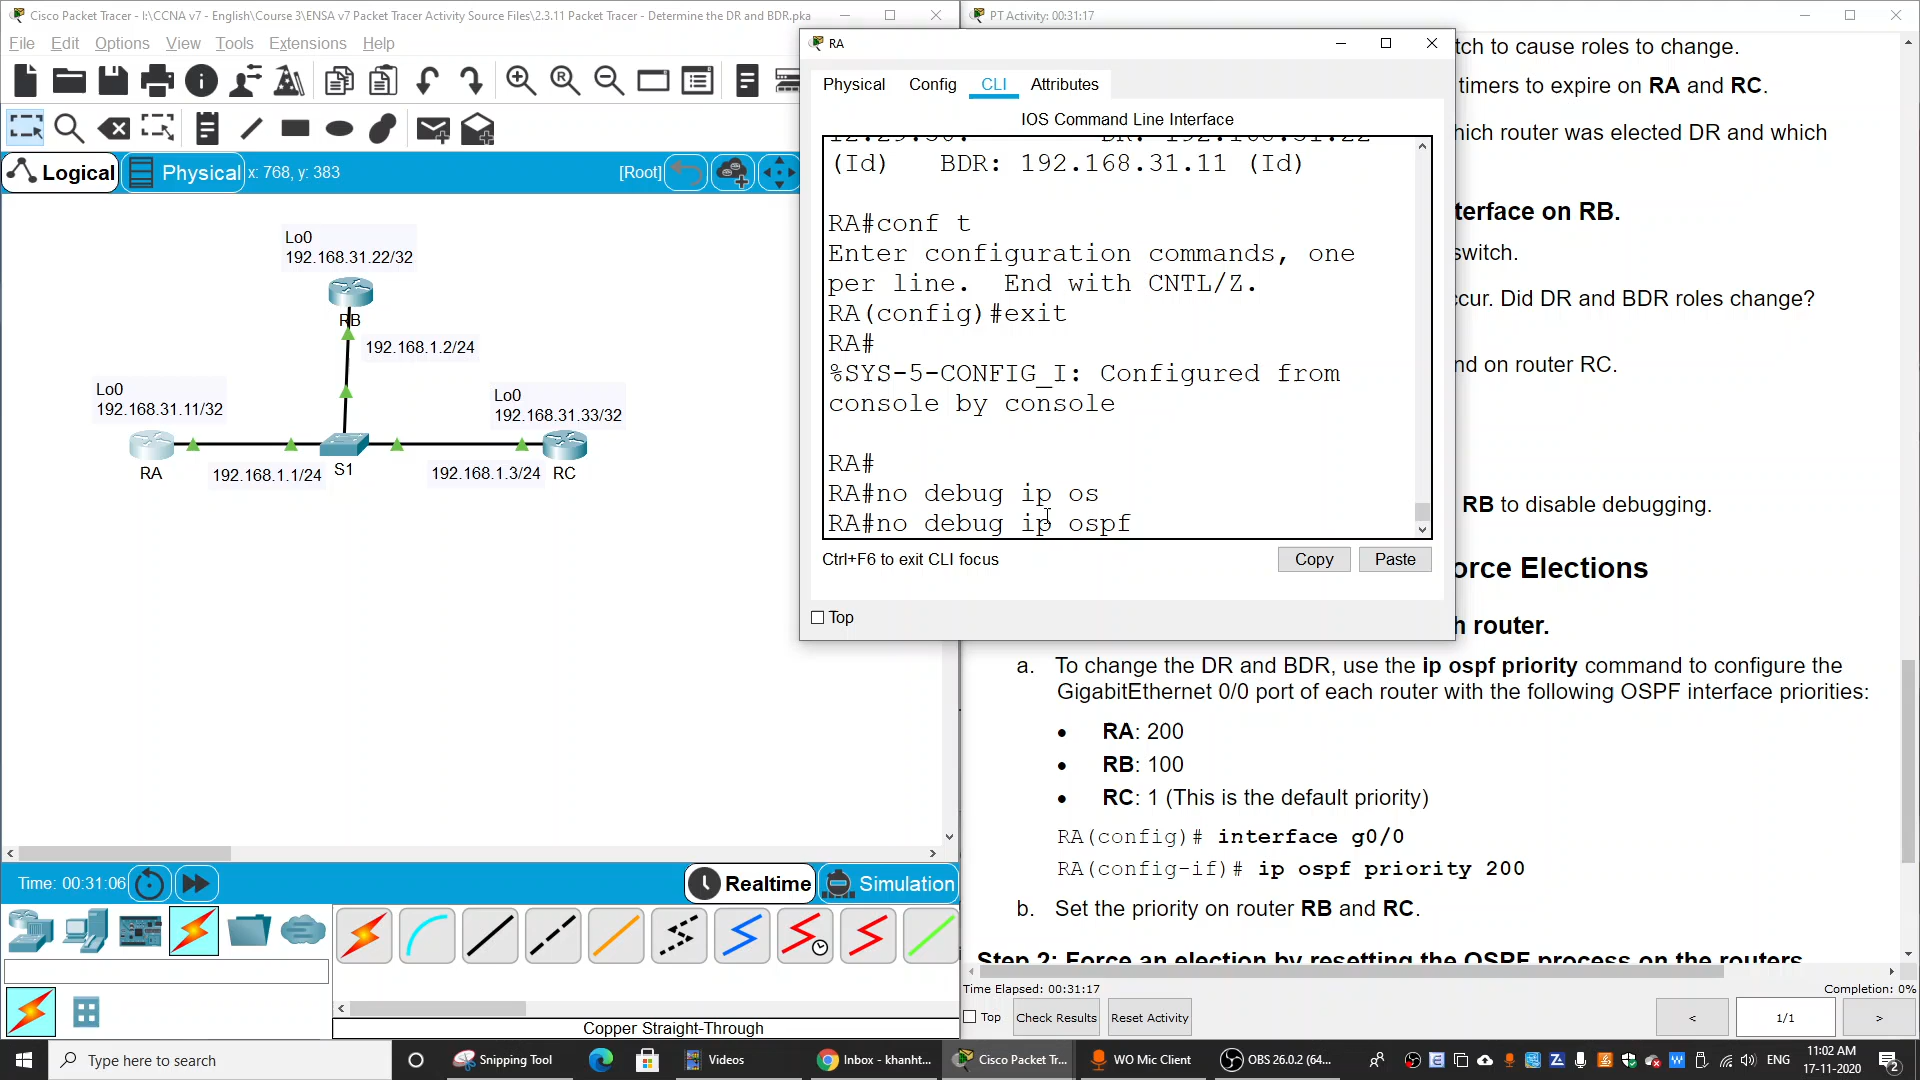 Cisco Packet Tracer - I:\CCNA v7 - English\Course 3\ENSA v7 Packet Tracer Activity Source Files\2.3.11 Packet Tracer - Determine the DR and BDR.pka
File Edit Options View Tools Extensions Help
Logical Physical x: 768, y: 383 [Root]
Lo0
192.168.31.22/32
RB
192.168.1.2/24
Lo0
192.168.31.11/32
Lo0
192.168.31.33/32
RA
192.168.1.1/24
S1
192.168.1.3/24
RC
Time: 00:31:06
Realtime Simulation
Copper Straight-Through
RA
Physical Config CLI Attributes
IOS Command Line Interface
(Id) BDR: 192.168.31.11 (Id)
RA#conf t
Enter configuration commands, one
per line. End with CNTL/Z.
RA(config)#exit
RA#
%SYS-5-CONFIG_I: Configured from
console by console
RA#
RA#no debug ip os
RA#no debug ip ospf
Ctrl+F6 to exit CLI focus
Copy Paste
Top
PT Activity: 00:31:17
tch to cause roles to change.
timers to expire on RA and RC.
hich router was elected DR and which
terface on RB.
switch.
cur. Did DR and BDR roles change?
nd on router RC.
RB to disable debugging.
orce Elections
h router.
a. To change the DR and BDR, use the ip ospf priority command to configure the
GigabitEthernet 0/0 port of each router with the following OSPF interface priorities:
• RA: 200
• RB: 100
• RC: 1 (This is the default priority)
RA(config)# interface g0/0
RA(config-if)# ip ospf priority 200
b. Set the priority on router RB and RC.
Step 2: Force an election by resetting the OSPF process on the routers
Time Elapsed: 00:31:17 Completion: 0%
Top Check Results Reset Activity < 1/1 >
Type here to search
Snipping Tool
Videos
Inbox - khanht...
Cisco Packet Tr...
WO Mic Client
OBS 26.0.2 (64...
ENG
11:02 AM
17-11-2020
2